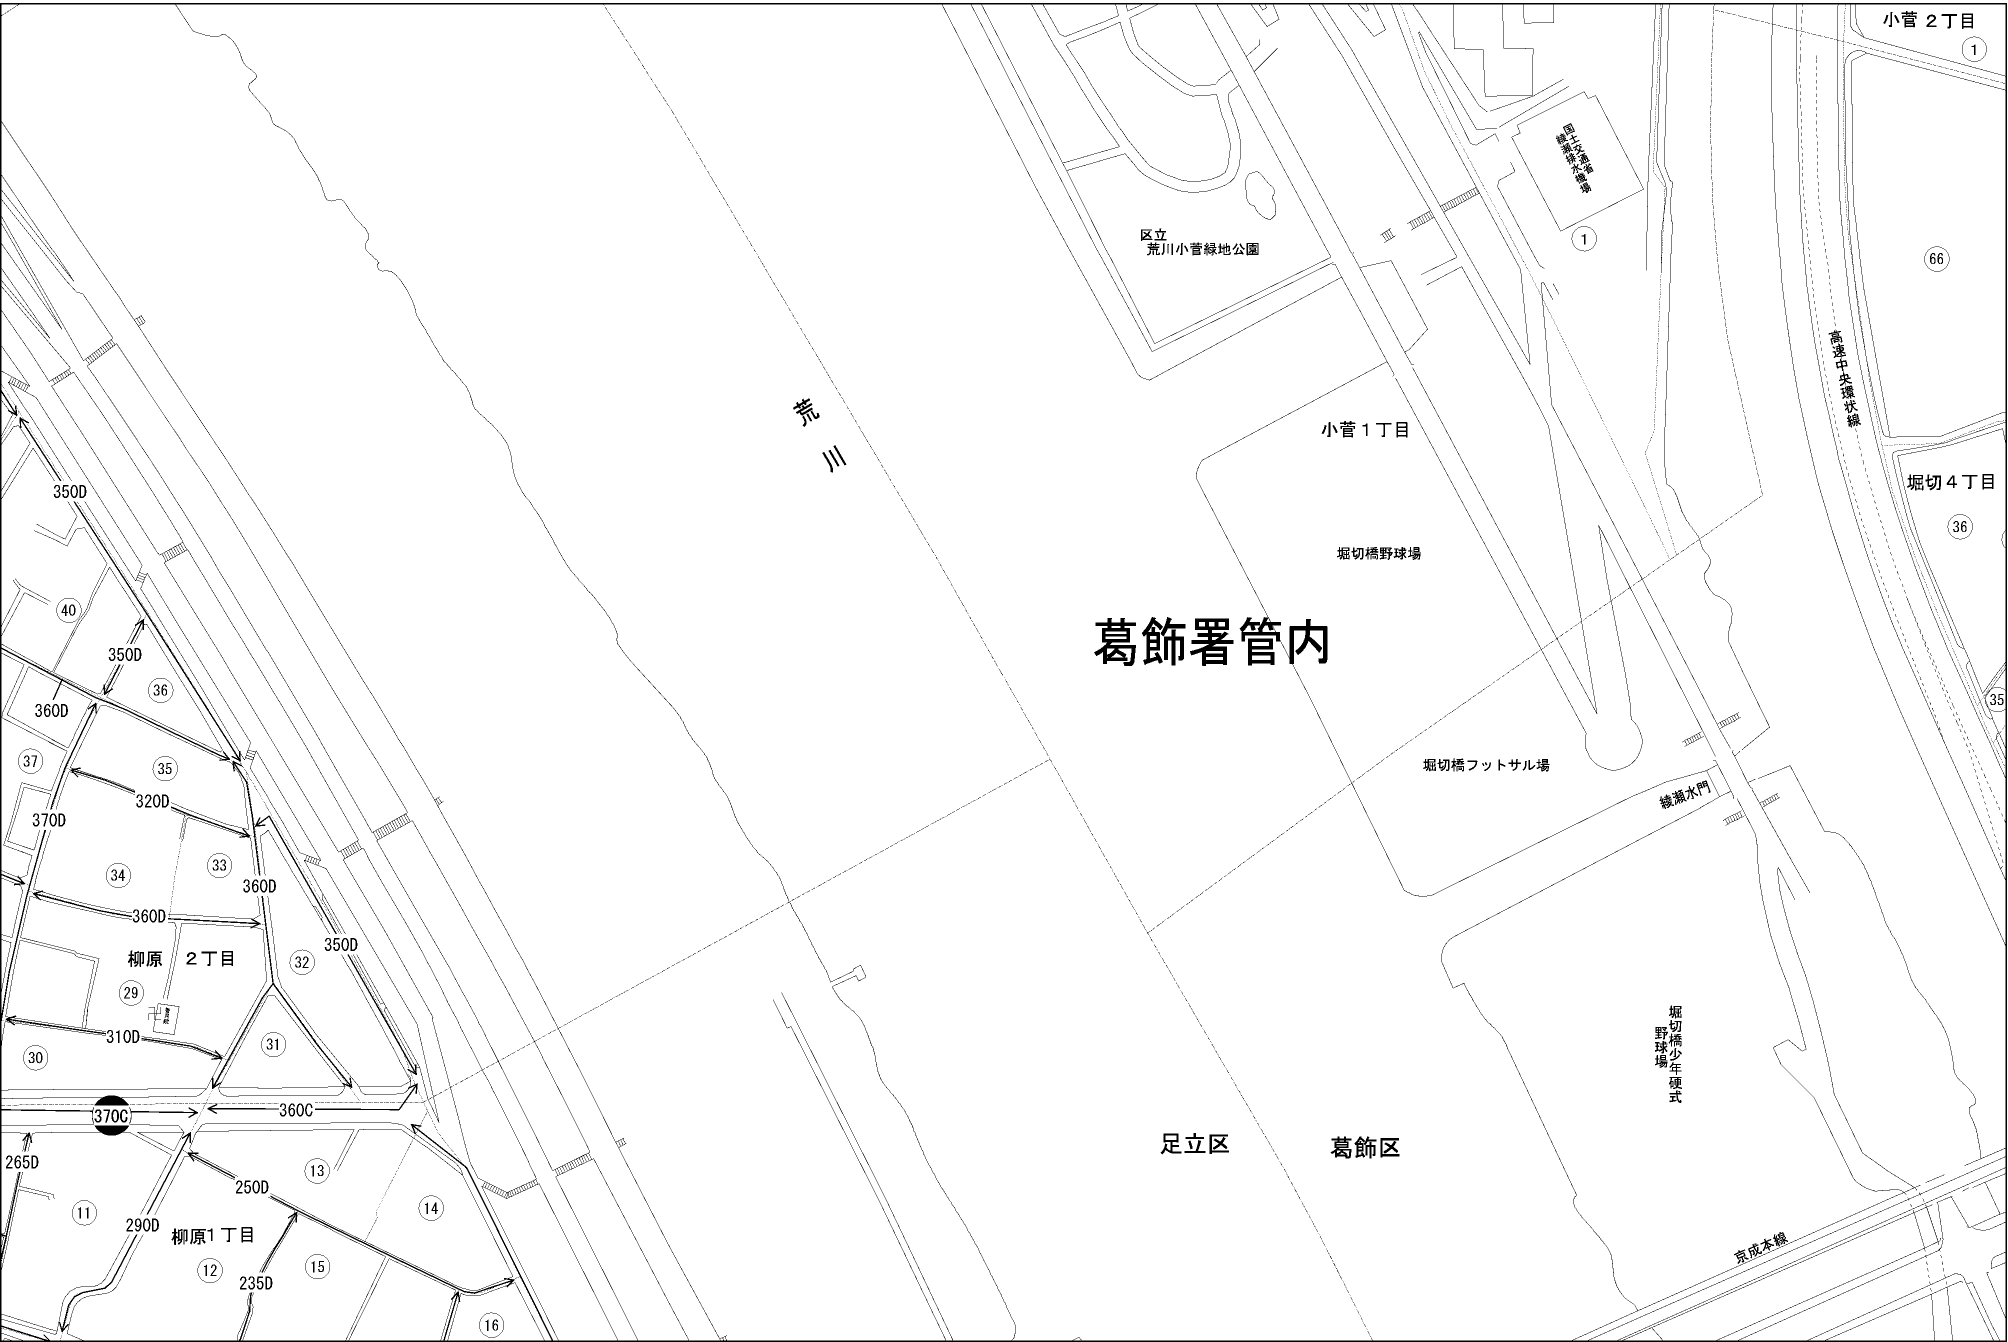 小菅 2丁目
1
国土交通省
綾瀬排水機場
1
区立
荒川小菅緑地公園
66
高速中央環状線
荒
川
小菅1丁目
堀切4丁目
36
350D
堀切橋野球場
40
350D
葛飾署管内
36
360D
35
37
35
堀切橋フットサル場
320D
綾瀬水門
370D
33
34
360D
360D
350D
柳原 2丁目
32
29
310D
31
30
堀切橋少年硬式
野球場
370C
360C
足立区
葛飾区
265D
13
250D
14
11
290D
柳原1丁目
京成本線
12
15
235D
16